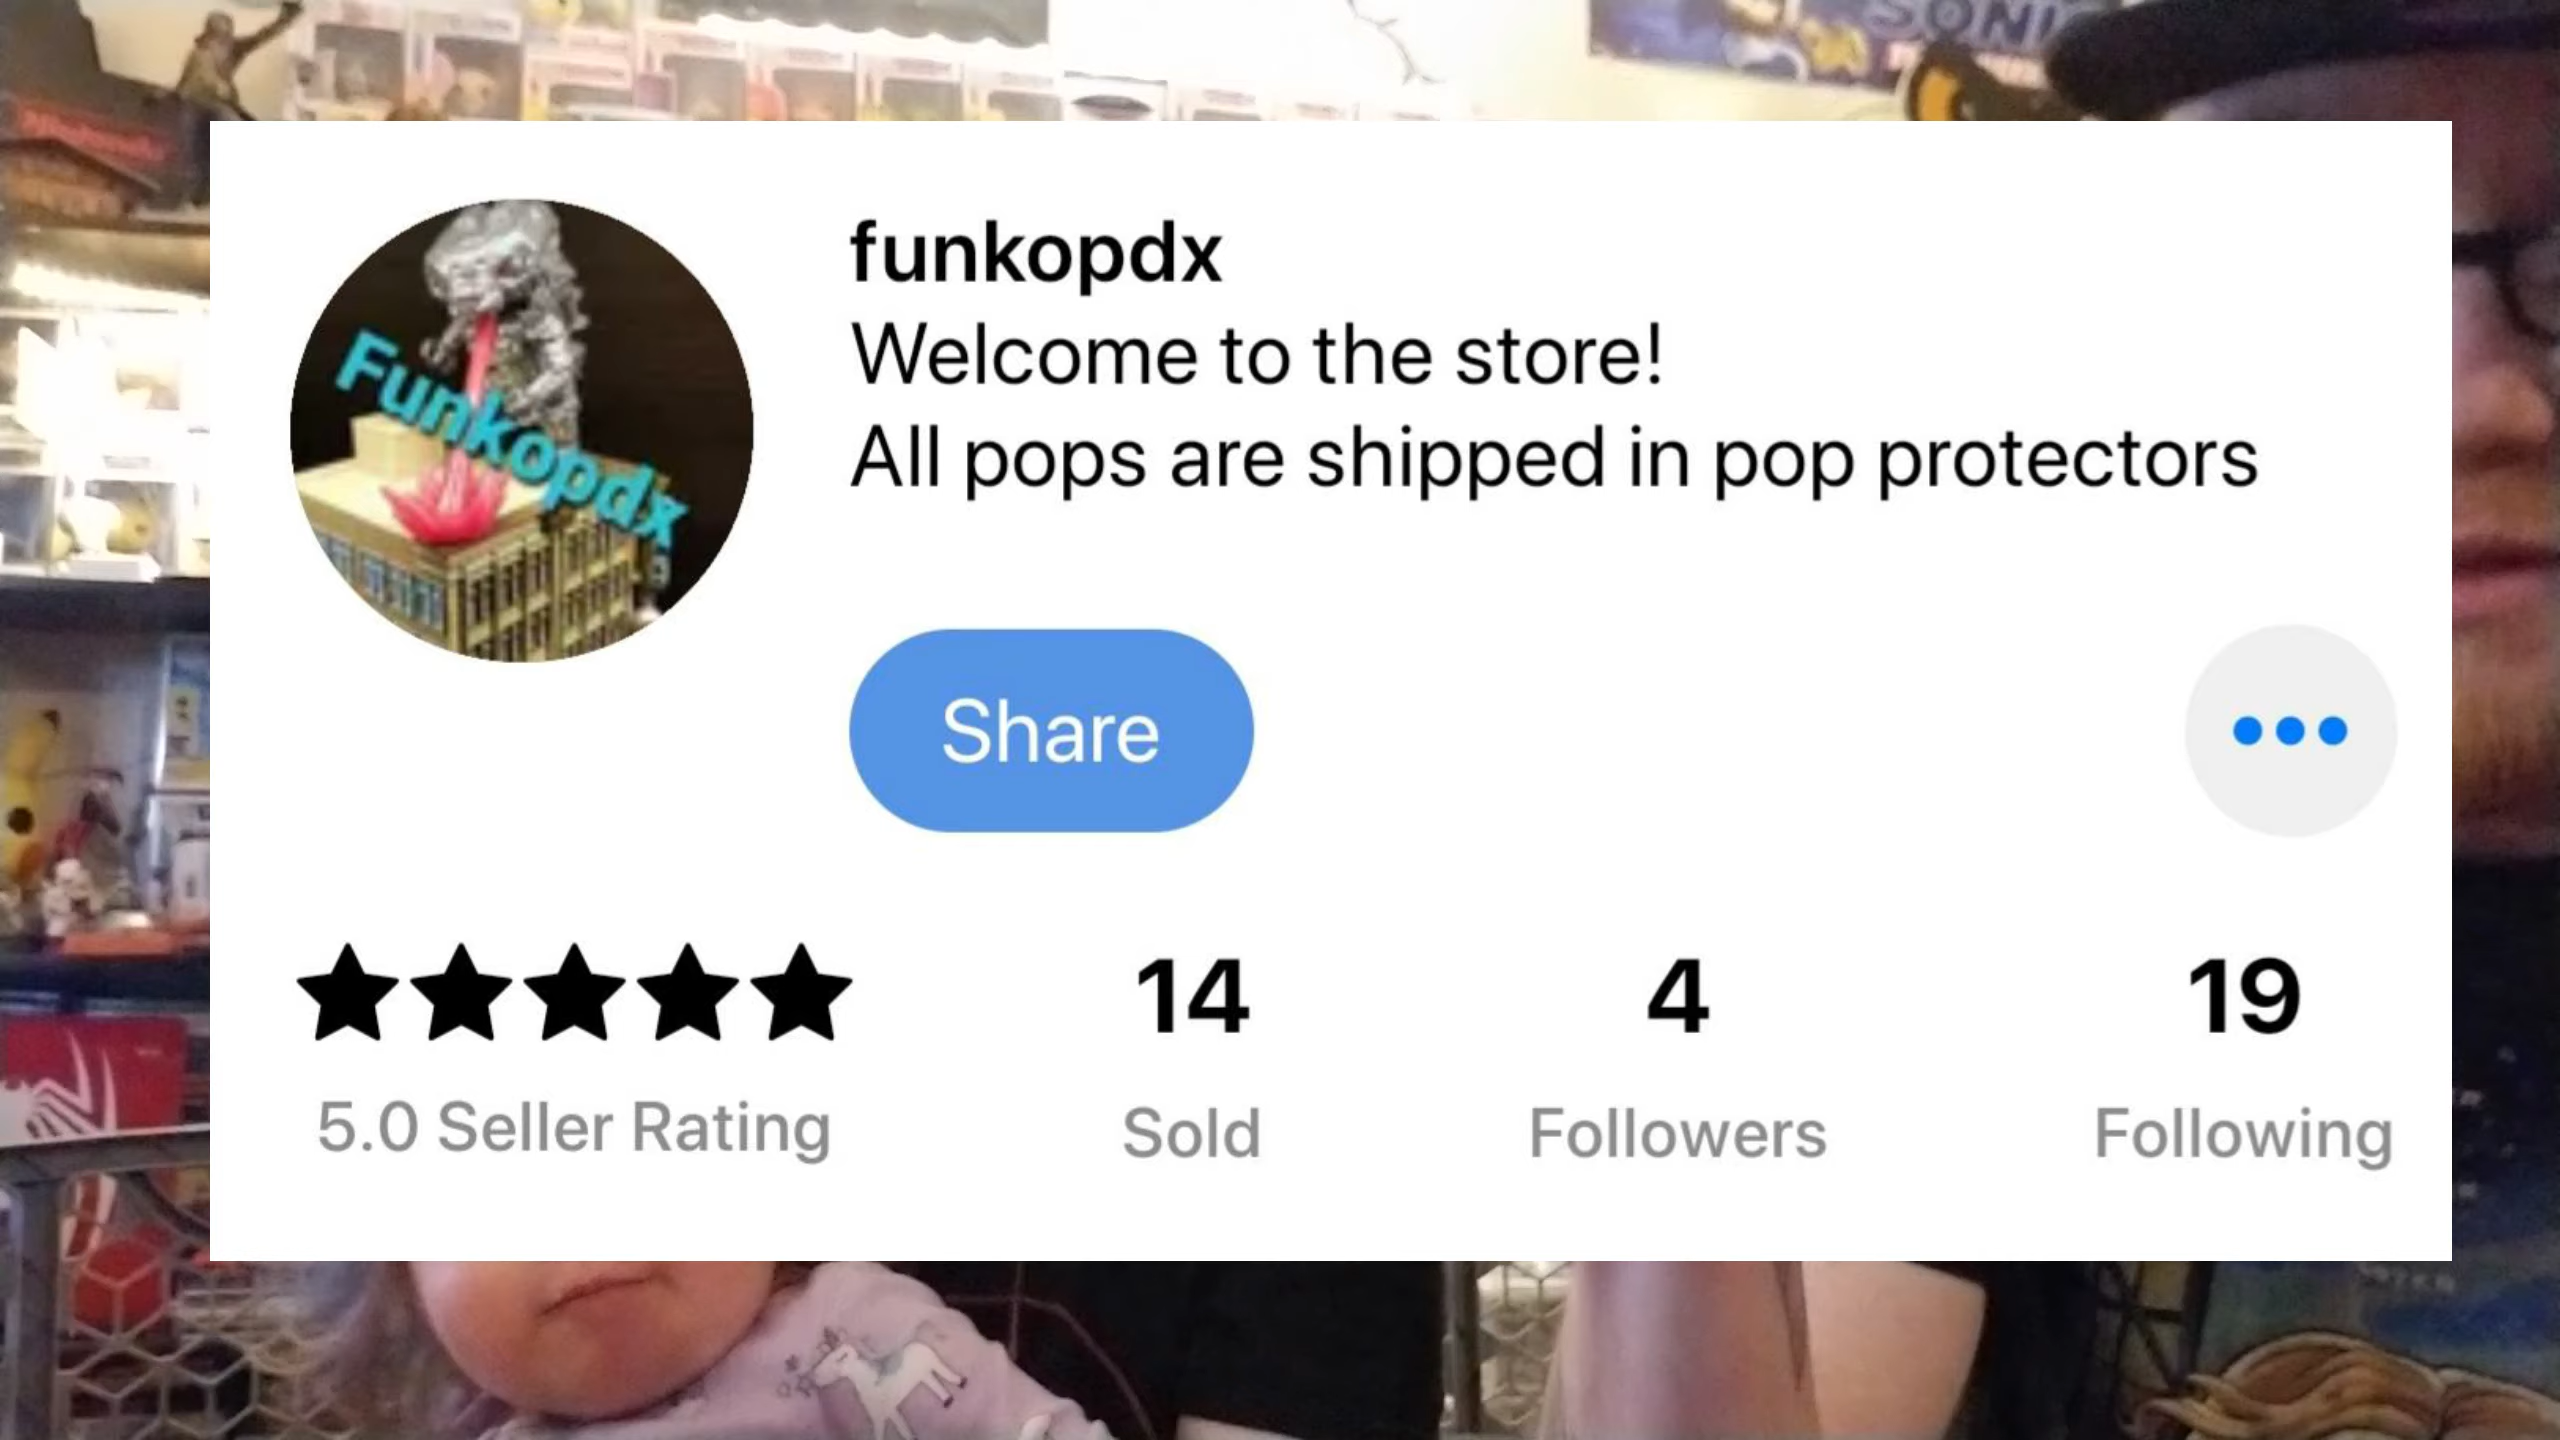 SONIC
Funkopdx
funkopdx
Welcome to the store!
All pops are shipped in pop protectors
Share
14
4
19
5.0 Seller Rating
Sold
Followers
Following